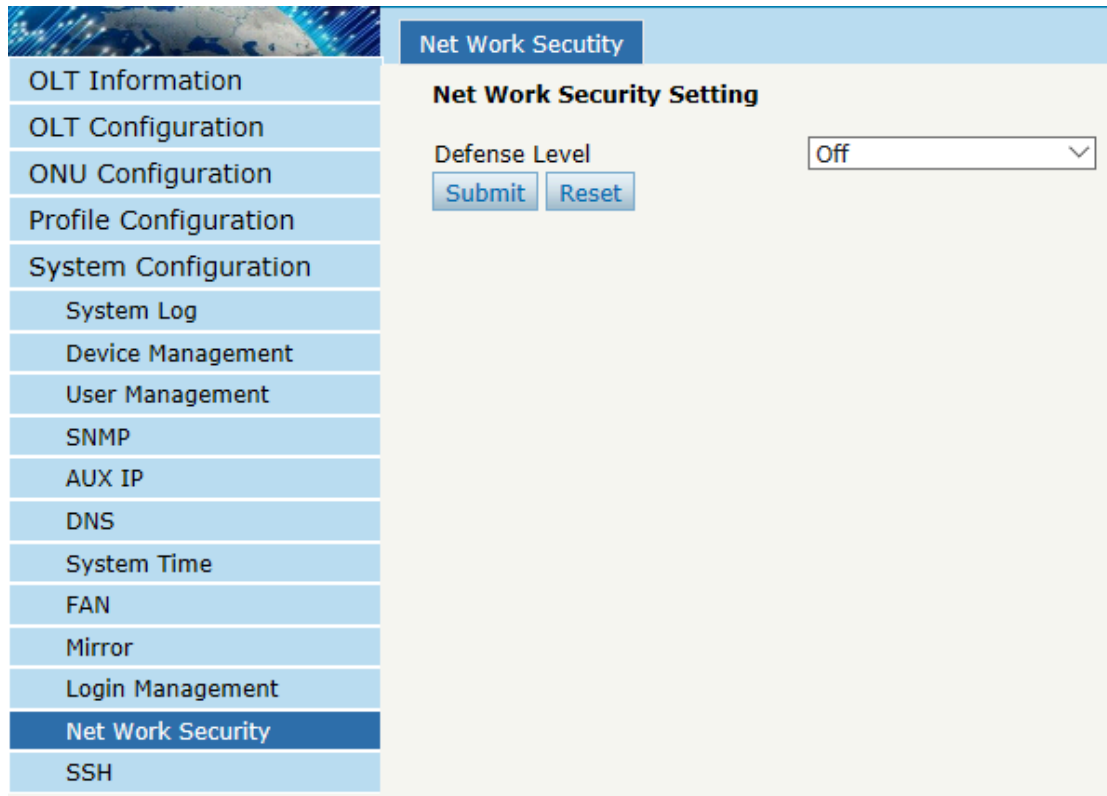 Net Work Secutity
OLT Information
OLT Configuration
ONU Configuration
Profile Configuration
System Configuration
System Log
Device Management
User Management
SNMP
AUX IP
DNS
System Time
FAN
Mirror
Login Management
Net Work Security
SSH
Net Work Security Setting
Defense Level Off
Submit Reset